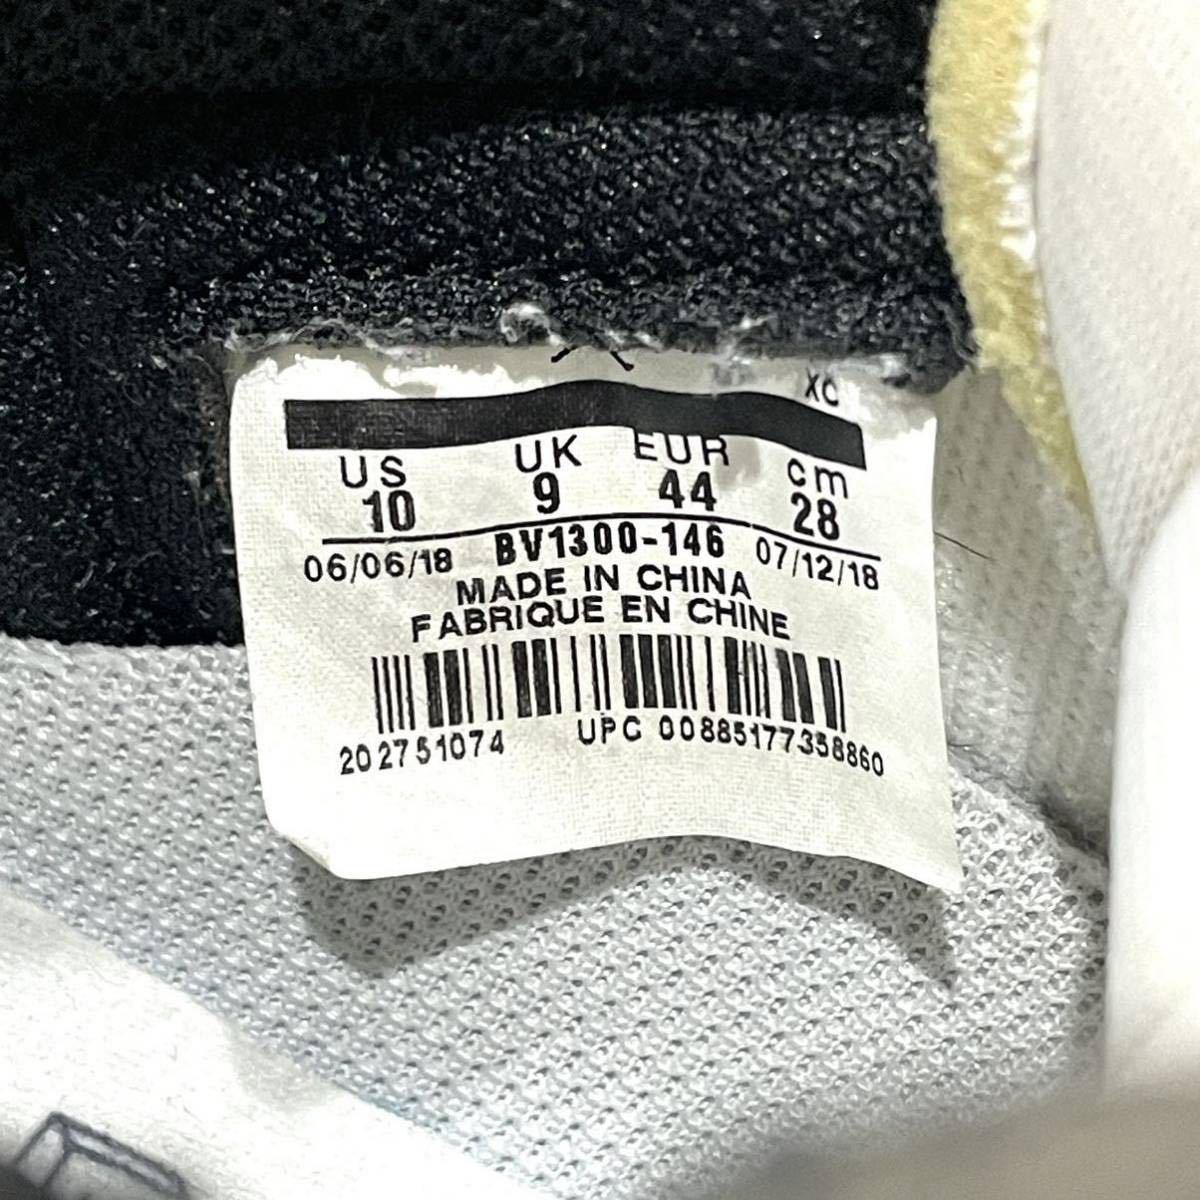 XC
US UK EUR cm
10 9 44 28
06/06/18 BV1300-146 07/12/18
MADE IN CHINA
FABRIQUE EN CHINE
202751074 UPC 00885177358860